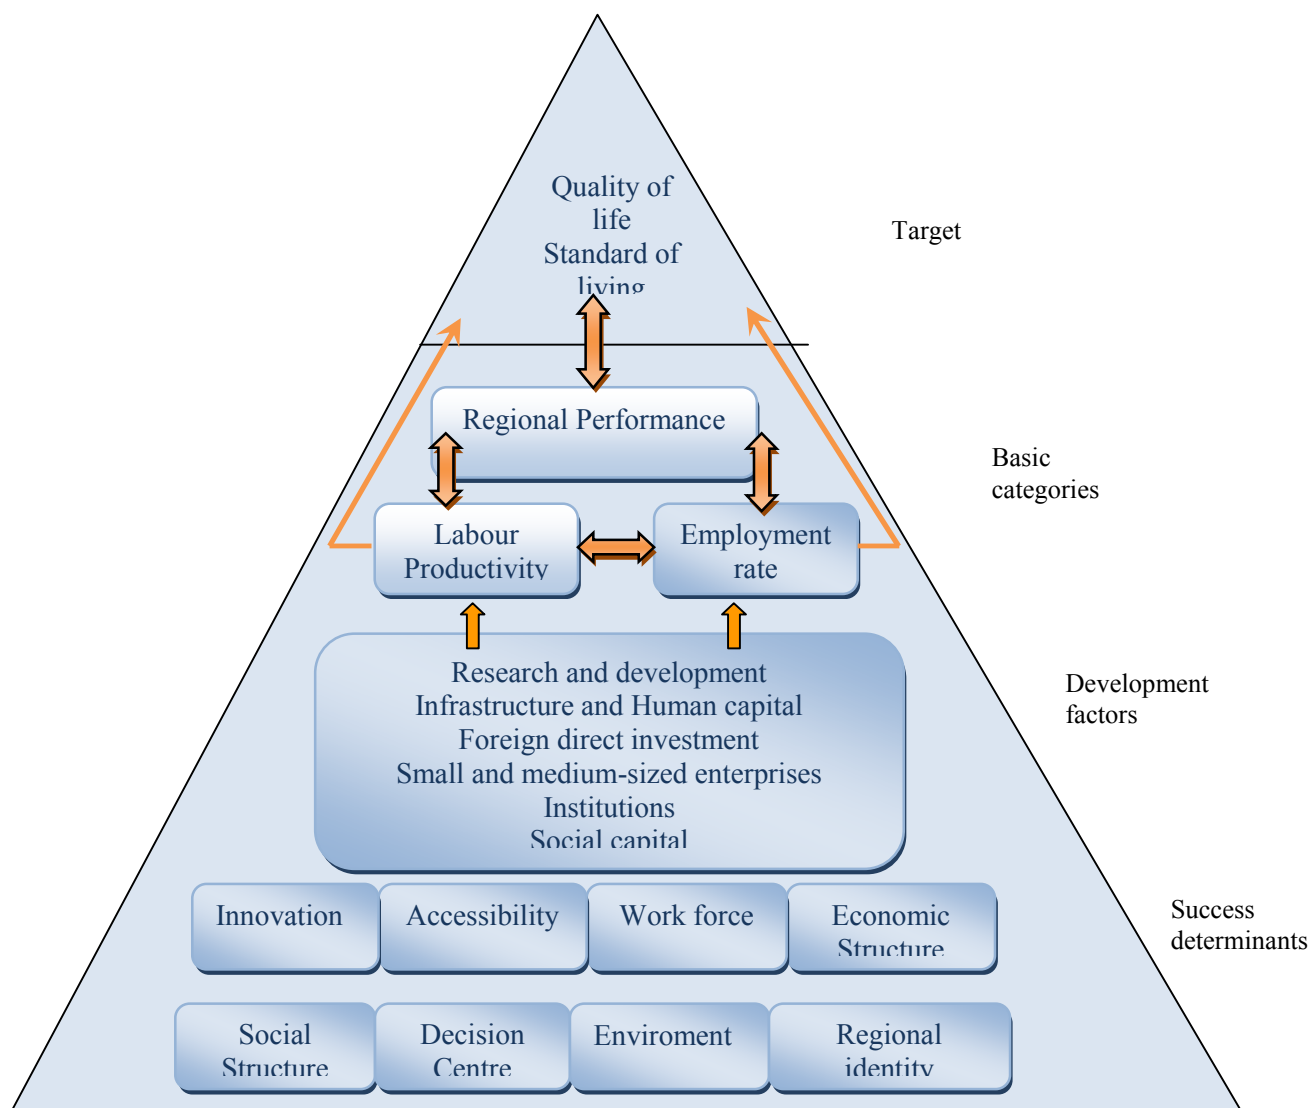 Quality of
life
Standard of
living
Target
Regional Performance
Basic
categories
Labour
Productivity
Employment
rate
Research and development
Infrastructure and Human capital
Foreign direct investment
Small and medium-sized enterprises
Institutions
Social capital
Development
factors
Innovation
Accessibility
Work force
Economic
Structure
Success
determinants
Social
Structure
Decision
Centre
Enviroment
Regional
identity